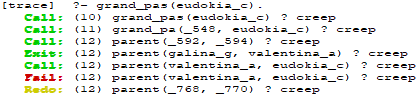 [trace]  ?- grand_pas(eudokia_c).
Call: (10) grand_pas(eudokia_c) ? creep
Call: (11) grand_pa(_548, eudokia_c) ? creep
Call: (12) parent(_592, _594) ? creep
Exit: (12) parent(galina_g, valentina_a) ? creep
Call: (12) parent(valentina_a, eudokia_c) ? creep
Fail: (12) parent(valentina_a, eudokia_c) ? creep
Redo: (12) parent(_768, _770) ? creep